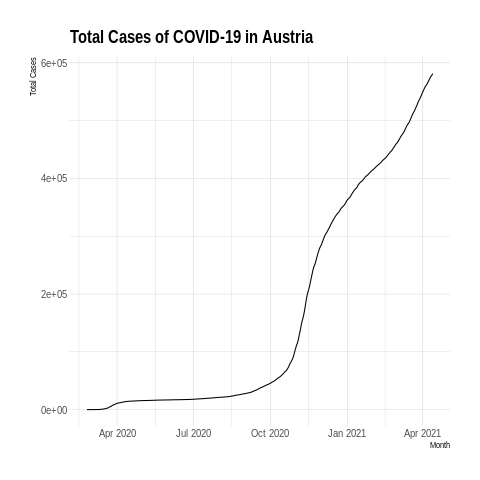 Total Cases of COVID-19 in Austria
Total Cases
6e+05
4e+05
2e+05
0e+00
Apr 2020 Jul 2020 Oct 2020 Jan 2021 Apr 2021
Month